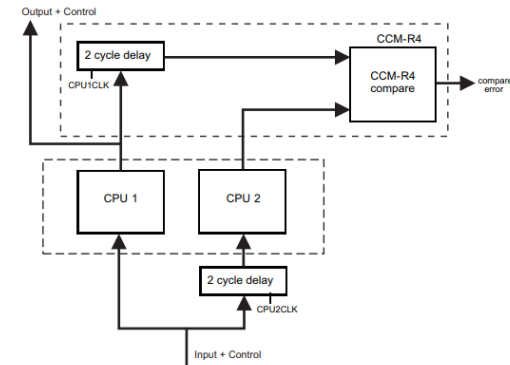 Output + Control
CCM-R4
2 cycle delay
CPU1CLK
CCM-R4
compare
compare
error
CPU 1
CPU 2
2 cycle delay
CPU2CLK
Input + Control